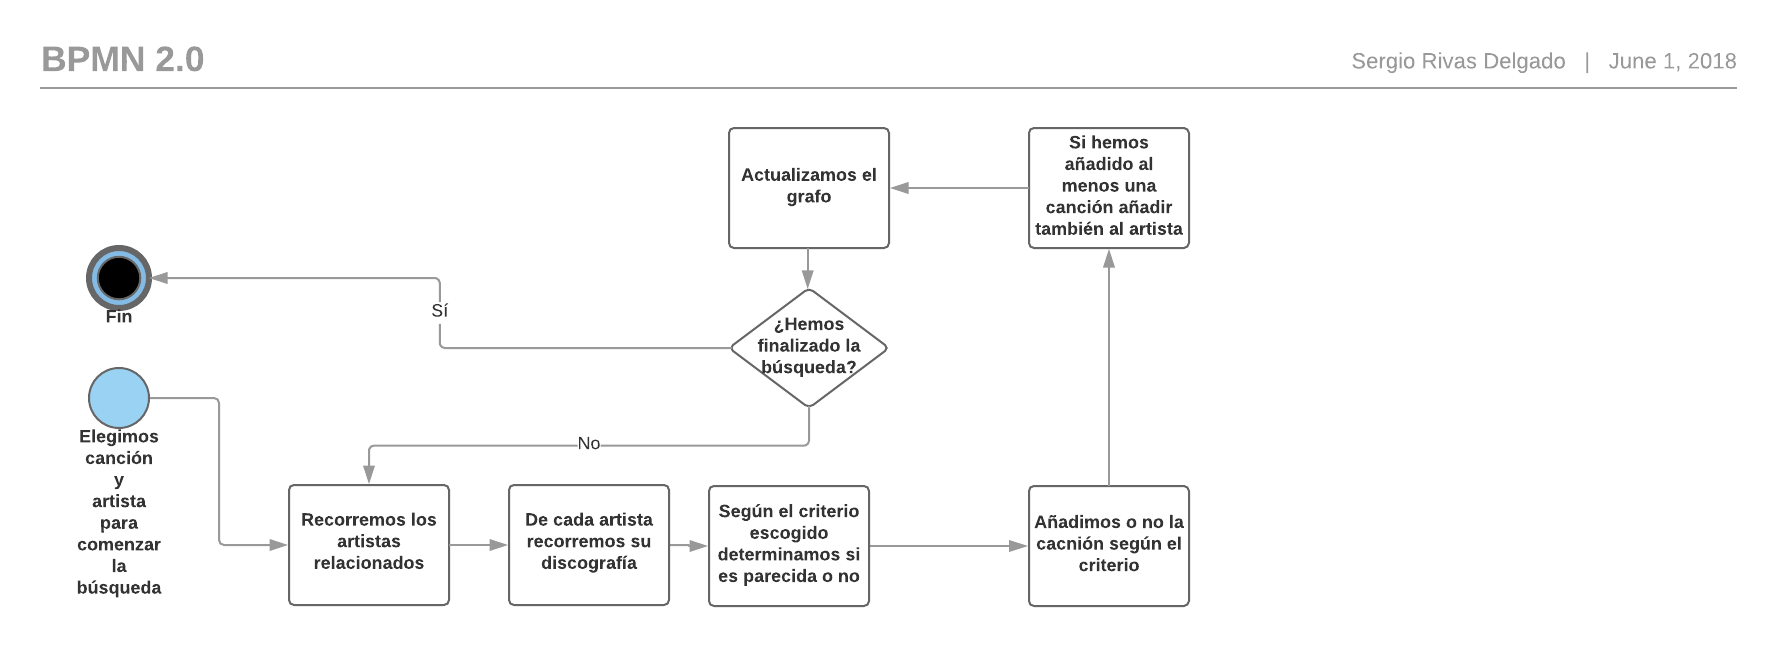 BPMN 2.0
Sergio Rivas Delgado | June 1, 2018
Actualizamos el
grafo
Si hemos
añadido al
menos una
canción añadir
también al artista
Fin
Sí
¿Hemos
finalizado la
búsqueda?
Elegimos
canción
y
artista
para
comenzar
la
búsqueda
No
Recorremos los
artistas
relacionados
De cada artista
recorremos su
discografía
Según el criterio
escogido
determinamos si
es parecida o no
Añadimos o no la
cacnión según el
criterio